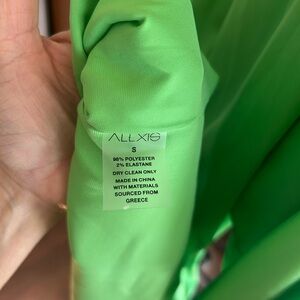 ALLXIS
S
98% POLYESTER
2% ELASTANE
DRY CLEAN ONLY
MADE IN CHINA
WITH MATERIALS
SOURCED FROM
GREECE